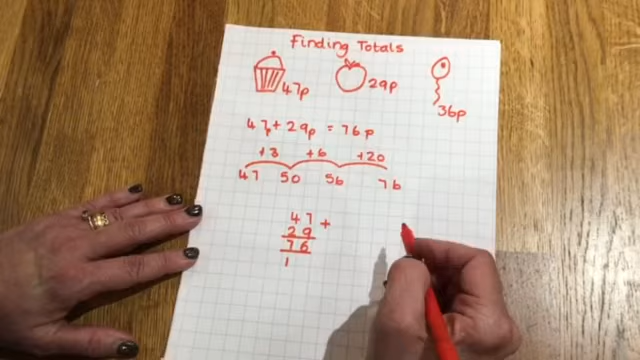 Finding Totals
47p 29p 36p
47p + 29p = 76p
+3 +6 +20
47 50 56 76
47 +
29
76
1